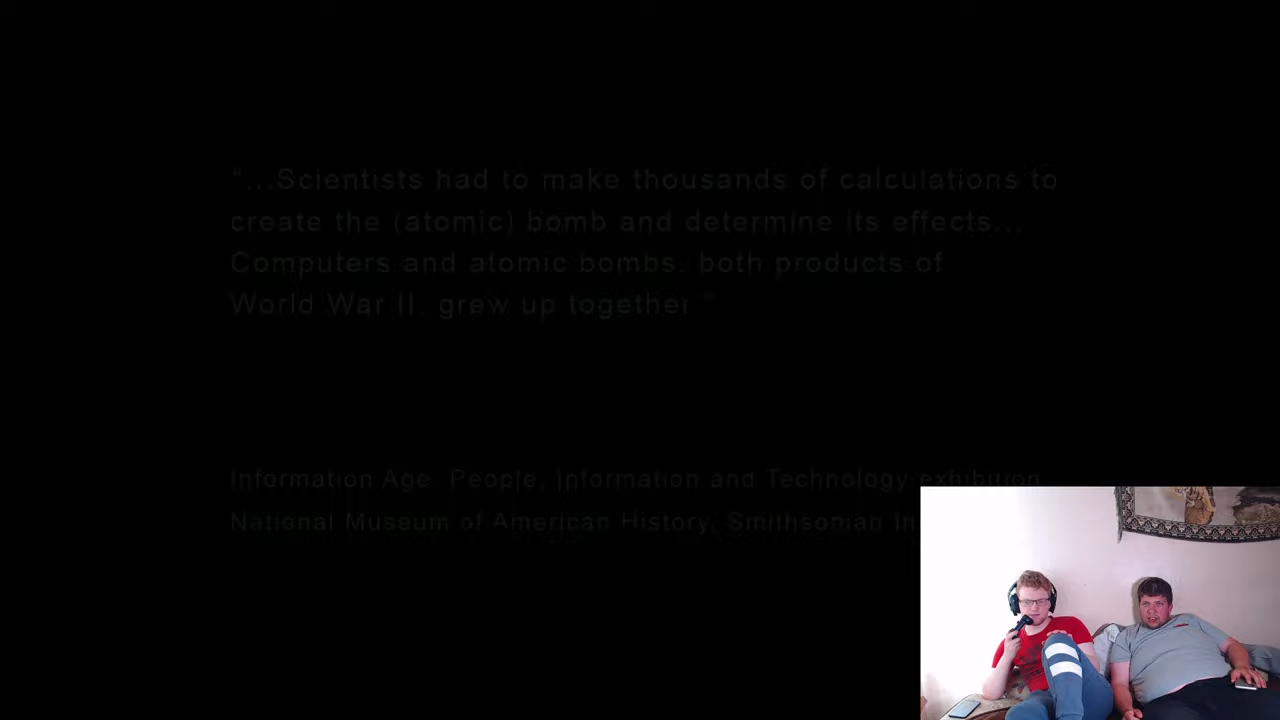 "...Scientists had to make thousands of calculations to
create the (atomic) bomb and determine its effects...
Computers and atomic bombs, both products of
World War II, grew up together."
Information Age: People, Information and Technology exhibition
National Museum of American History, Smithsonian